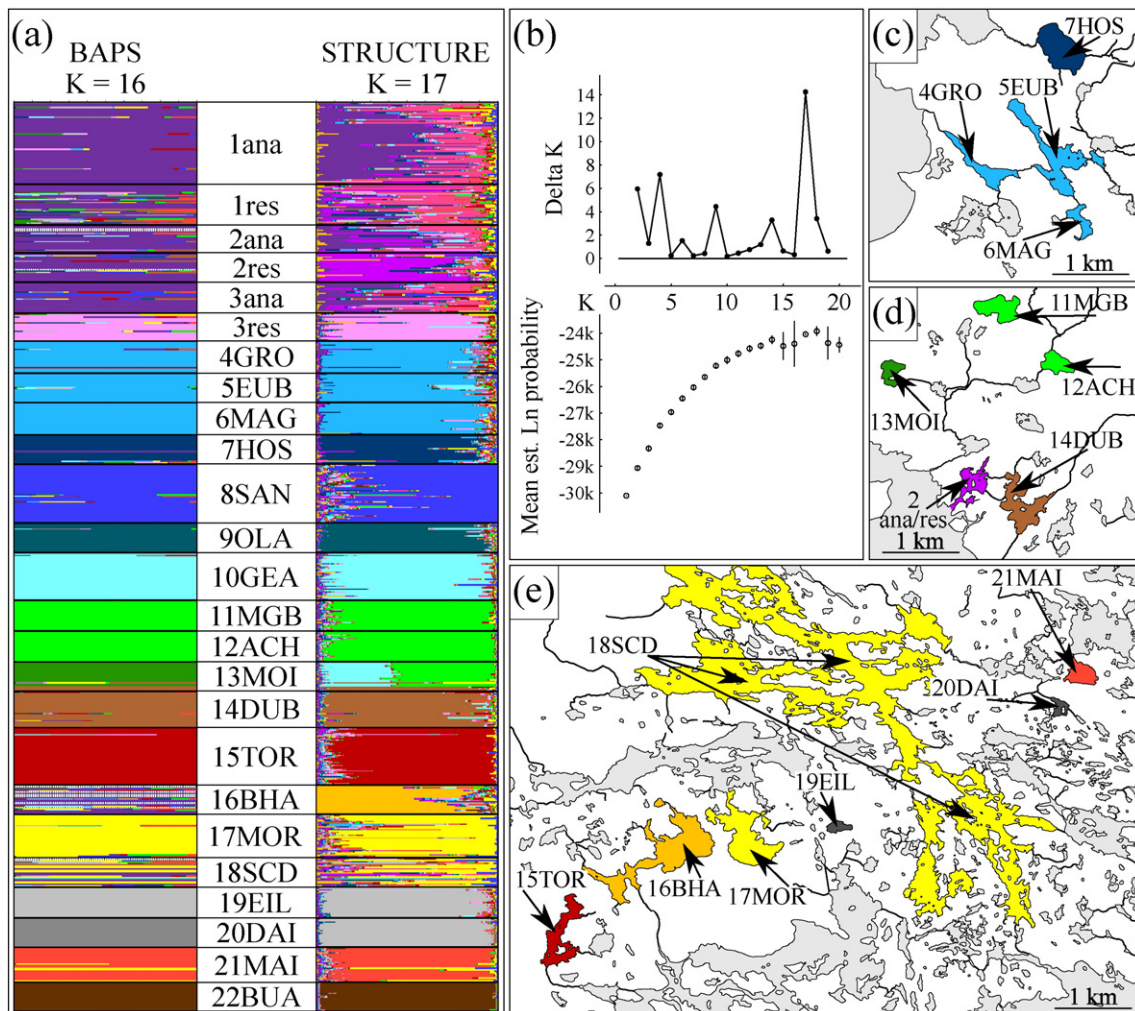 (a)
BAPS
K = 16
STRUCTURE
K = 17
1ana
1res
2ana
2res
3ana
3res
4GRO
5EUB
6MAG
7HOS
8SAN
9OLA
10GEA
11MGB
12ACH
13MOI
14DUB
15TOR
16BHA
17MOR
18SCD
19EIL
20DAI
21MAI
22BUA
(b)
Delta K
14
12
10
8
6
4
2
0
K
0
5
10
15
20
Mean est. Ln probability
-24k
-25k
-26k
-27k
-28k
-29k
-30k
(c)
7HOS
4GRO
5EUB
6MAG
1 km
(d)
11MGB
12ACH
13MOI
14DUB
2
ana/res
1 km
(e)
21MAI
18SCD
20DAI
19EIL
16BHA
17MOR
15TOR
1 km